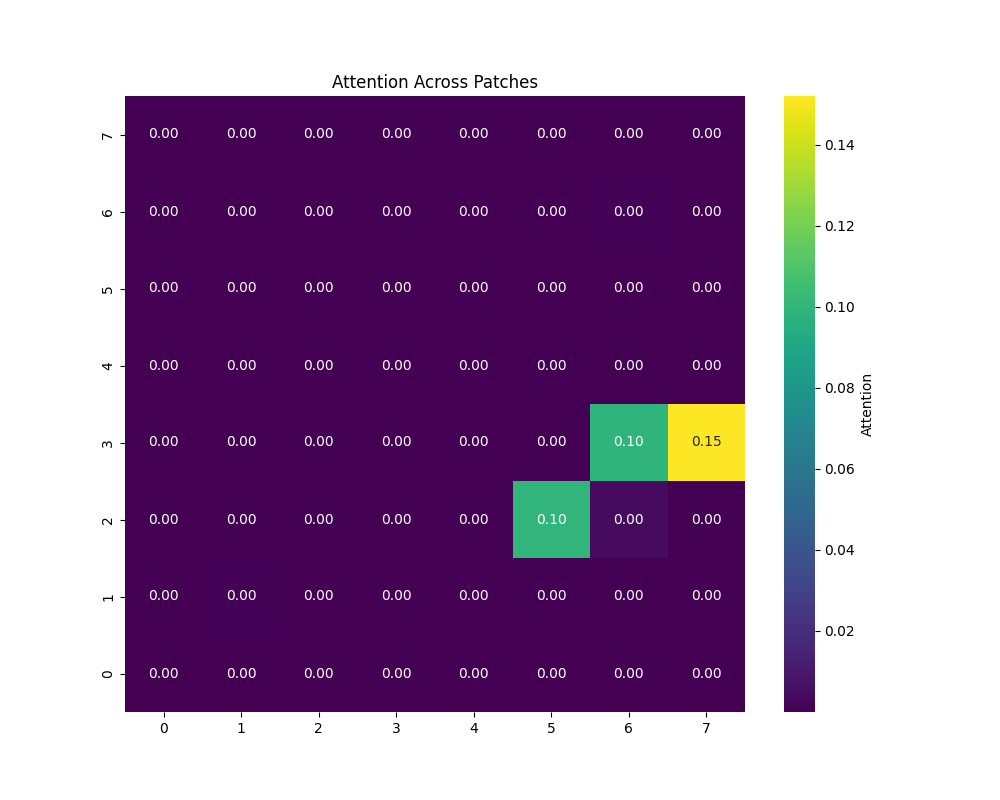 Attention Across Patches
7 0.00 0.00 0.00 0.00 0.00 0.00 0.00 0.00
0.14
6 0.00 0.00 0.00 0.00 0.00 0.00 0.00 0.00
0.12
5 0.00 0.00 0.00 0.00 0.00 0.00 0.00 0.00
0.10
4 0.00 0.00 0.00 0.00 0.00 0.00 0.00 0.00
0.08
Attention
3 0.00 0.00 0.00 0.00 0.00 0.00 0.10 0.15
0.06
2 0.00 0.00 0.00 0.00 0.00 0.10 0.00 0.00
0.04
1 0.00 0.00 0.00 0.00 0.00 0.00 0.00 0.00
0.02
0 0.00 0.00 0.00 0.00 0.00 0.00 0.00 0.00
0 1 2 3 4 5 6 7